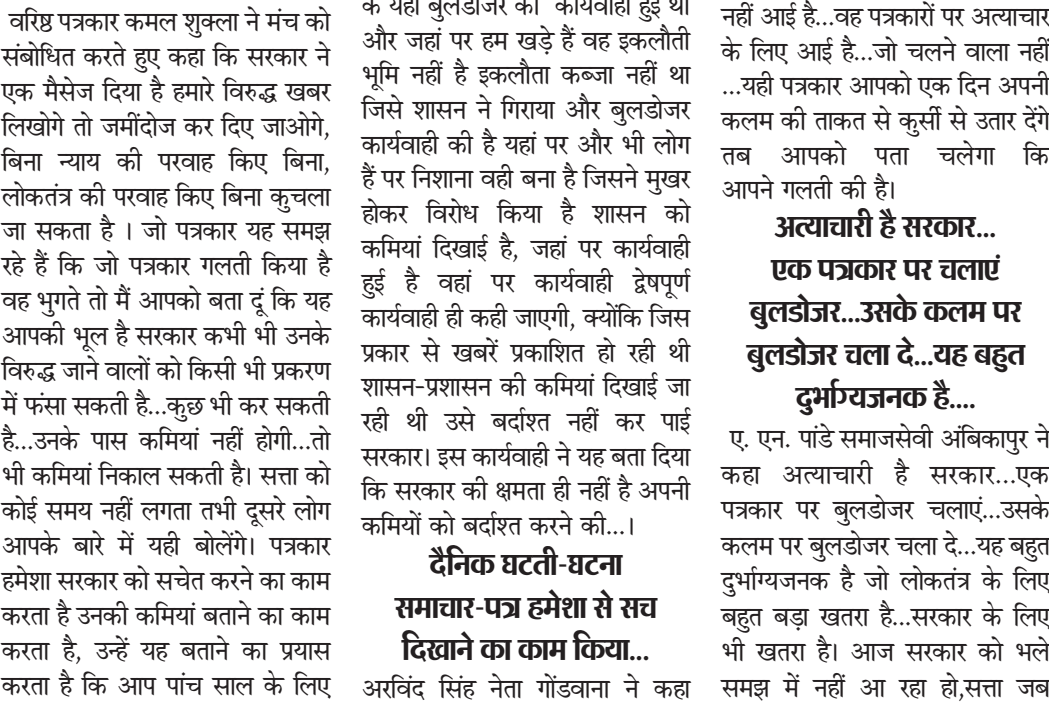 वरिष्ठ पत्रकार कमल शुक्ला ने मंच को
संबोधित करते हुए कहा कि सरकार ने
एक मैसेज दिया है हमारे विरुद्ध खबर
लिखोगे तो जमींदोज कर दिए जाओगे,
बिना न्याय की परवाह किए बिना,
लोकतंत्र की परवाह किए बिना कुचला
जा सकता है । जो पत्रकार यह समझ
रहे हैं कि जो पत्रकार गलती किया है
वह भुगते तो मैं आपको बता दूं कि यह
आपकी भूल है सरकार कभी भी उनके
विरुद्ध जाने वालों को किसी भी प्रकरण
में फंसा सकती है...कुछ भी कर सकती
है...उनके पास कमियां नहीं होगी...तो
भी कमियां निकाल सकती है। सत्ता को
कोई समय नहीं लगता तभी दूसरे लोग
आपके बारे में यही बोलेंगे। पत्रकार
हमेशा सरकार को सचेत करने का काम
करता है उनकी कमियां बताने का काम
करता है, उन्हें यह बताने का प्रयास
करता है कि आप पांच साल के लिए
के यहां बुलडोजर की कार्यवाही हुई थी
और जहां पर हम खड़े हैं वह इकलौती
भूमि नहीं है इकलौता कब्जा नहीं था
जिसे शासन ने गिराया और बुलडोजर
कार्यवाही की है यहां पर और भी लोग
हैं पर निशाना वही बना है जिसने मुखर
होकर विरोध किया है शासन को
कमियां दिखाई है, जहां पर कार्यवाही
हुई है वहां पर कार्यवाही द्वेषपूर्ण
कार्यवाही ही कही जाएगी, क्योंकि जिस
प्रकार से खबरें प्रकाशित हो रही थी
शासन-प्रशासन की कमियां दिखाई जा
रही थी उसे बर्दाश्त नहीं कर पाई
सरकार। इस कार्यवाही ने यह बता दिया
कि सरकार की क्षमता ही नहीं है अपनी
कमियों को बर्दाश्त करने की...।
दैनिक घटती-घटना
समाचार-पत्र हमेशा से सच
दिखाने का काम किया...
अरविंद सिंह नेता गोंडवाना ने कहा
नहीं आई है...वह पत्रकारों पर अत्याचार
के लिए आई है...जो चलने वाला नहीं
...यही पत्रकार आपको एक दिन अपनी
कलम की ताकत से कुर्सी से उतार देंगे
तब आपको पता चलेगा कि
आपने गलती की है।
अत्याचारी है सरकार...
एक पत्रकार पर चलाएं
बुलडोजर...उसके कलम पर
बुलडोजर चला दे...यह बहुत
दुर्भाग्यजनक है....
ए. एन. पांडे समाजसेवी अंबिकापुर ने
कहा अत्याचारी है सरकार...एक
पत्रकार पर बुलडोजर चलाएं...उसके
कलम पर बुलडोजर चला दे...यह बहुत
दुर्भाग्यजनक है जो लोकतंत्र के लिए
बहुत बड़ा खतरा है...सरकार के लिए
भी खतरा है। आज सरकार को भले
समझ में नहीं आ रहा हो,सत्ता जब